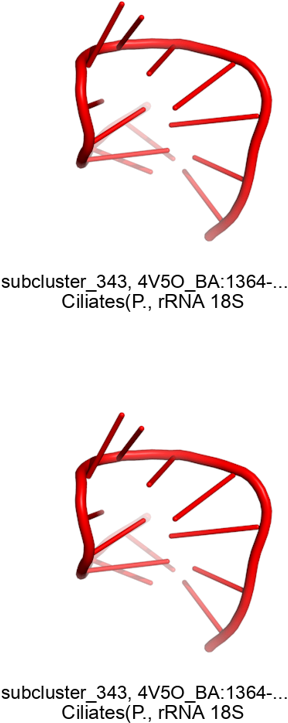 subcluster_343, 4V5O_BA:1364-...
Ciliates(P., rRNA 18S
subcluster_343, 4V5O_BA:1364-...
Ciliates(P., rRNA 18S